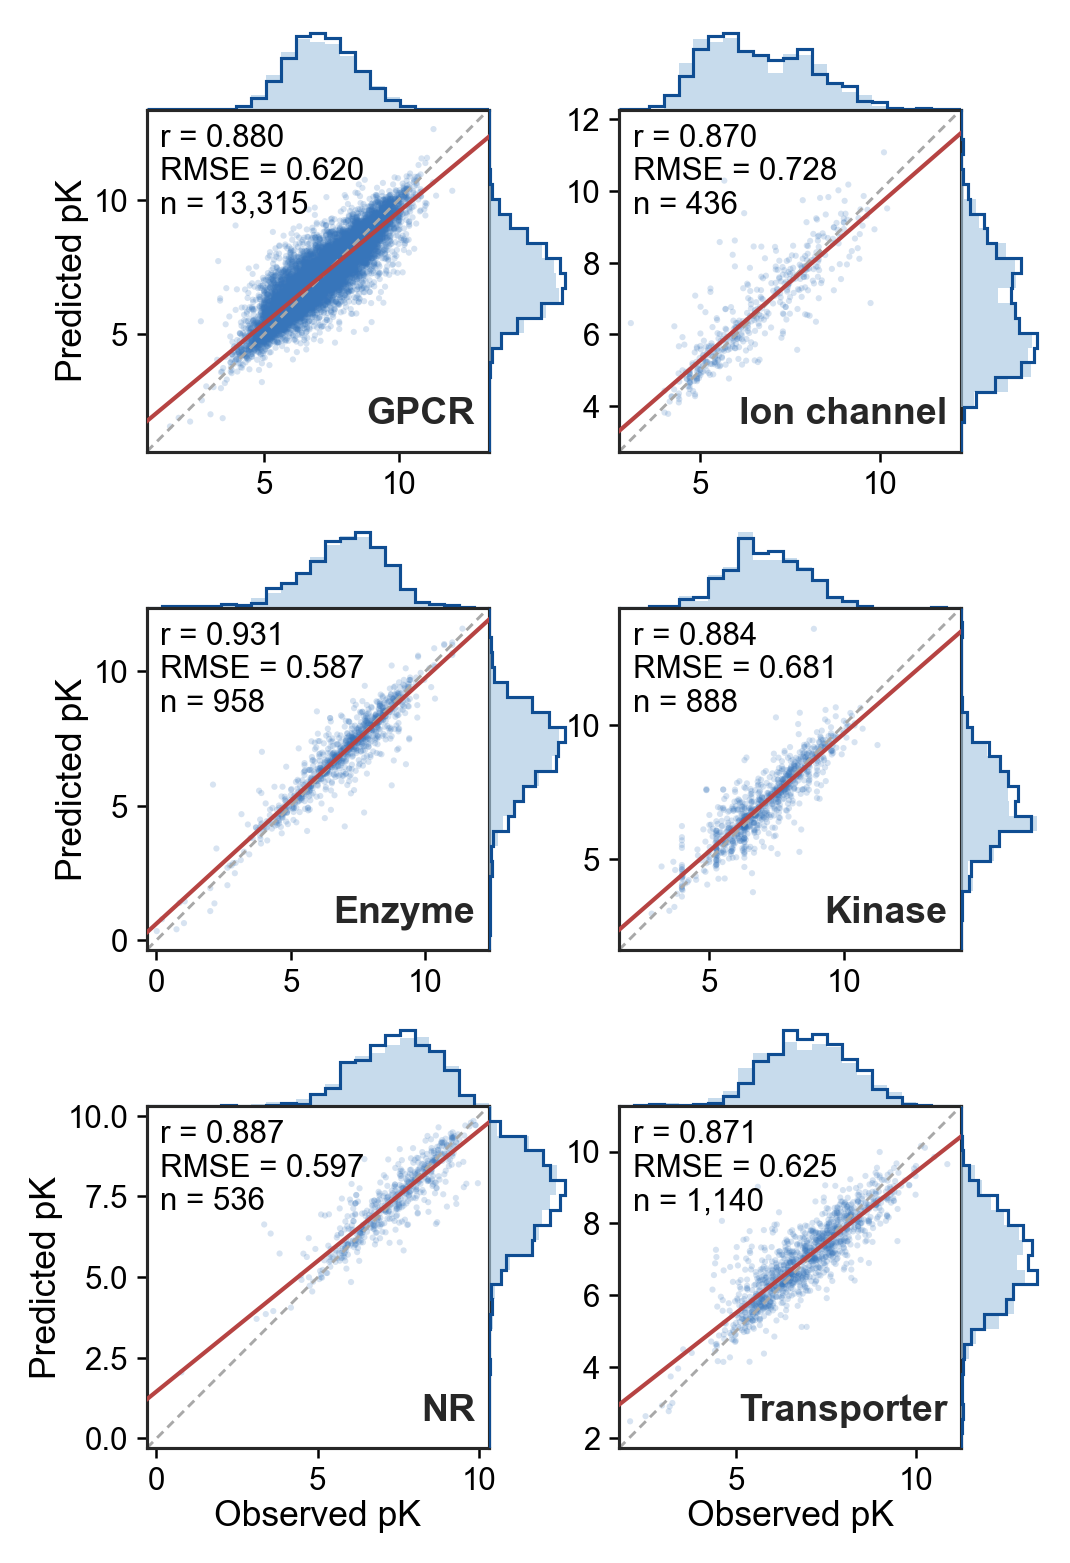 r = 0.880
RMSE = 0.620
n = 13,315
GPCR
Predicted pK
10
5
5
10
r = 0.870
RMSE = 0.728
n = 436
Ion channel
12
10
8
6
4
5
10
r = 0.931
RMSE = 0.587
n = 958
Enzyme
Predicted pK
10
5
0
0
5
10
r = 0.884
RMSE = 0.681
n = 888
Kinase
10
5
5
10
r = 0.887
RMSE = 0.597
n = 536
NR
Predicted pK
10.0
7.5
5.0
2.5
0.0
0
5
10
Observed pK
r = 0.871
RMSE = 0.625
n = 1,140
Transporter
10
8
6
4
2
5
10
Observed pK